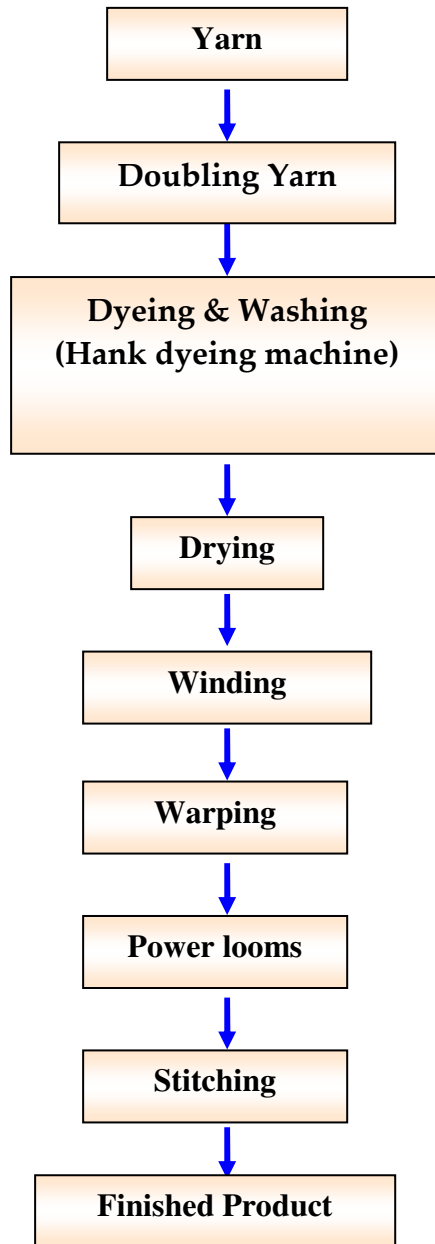 Yarn
Doubling Yarn
Dyeing & Washing
(Hank dyeing machine)
Drying
Winding
Warping
Power looms
Stitching
Finished Product